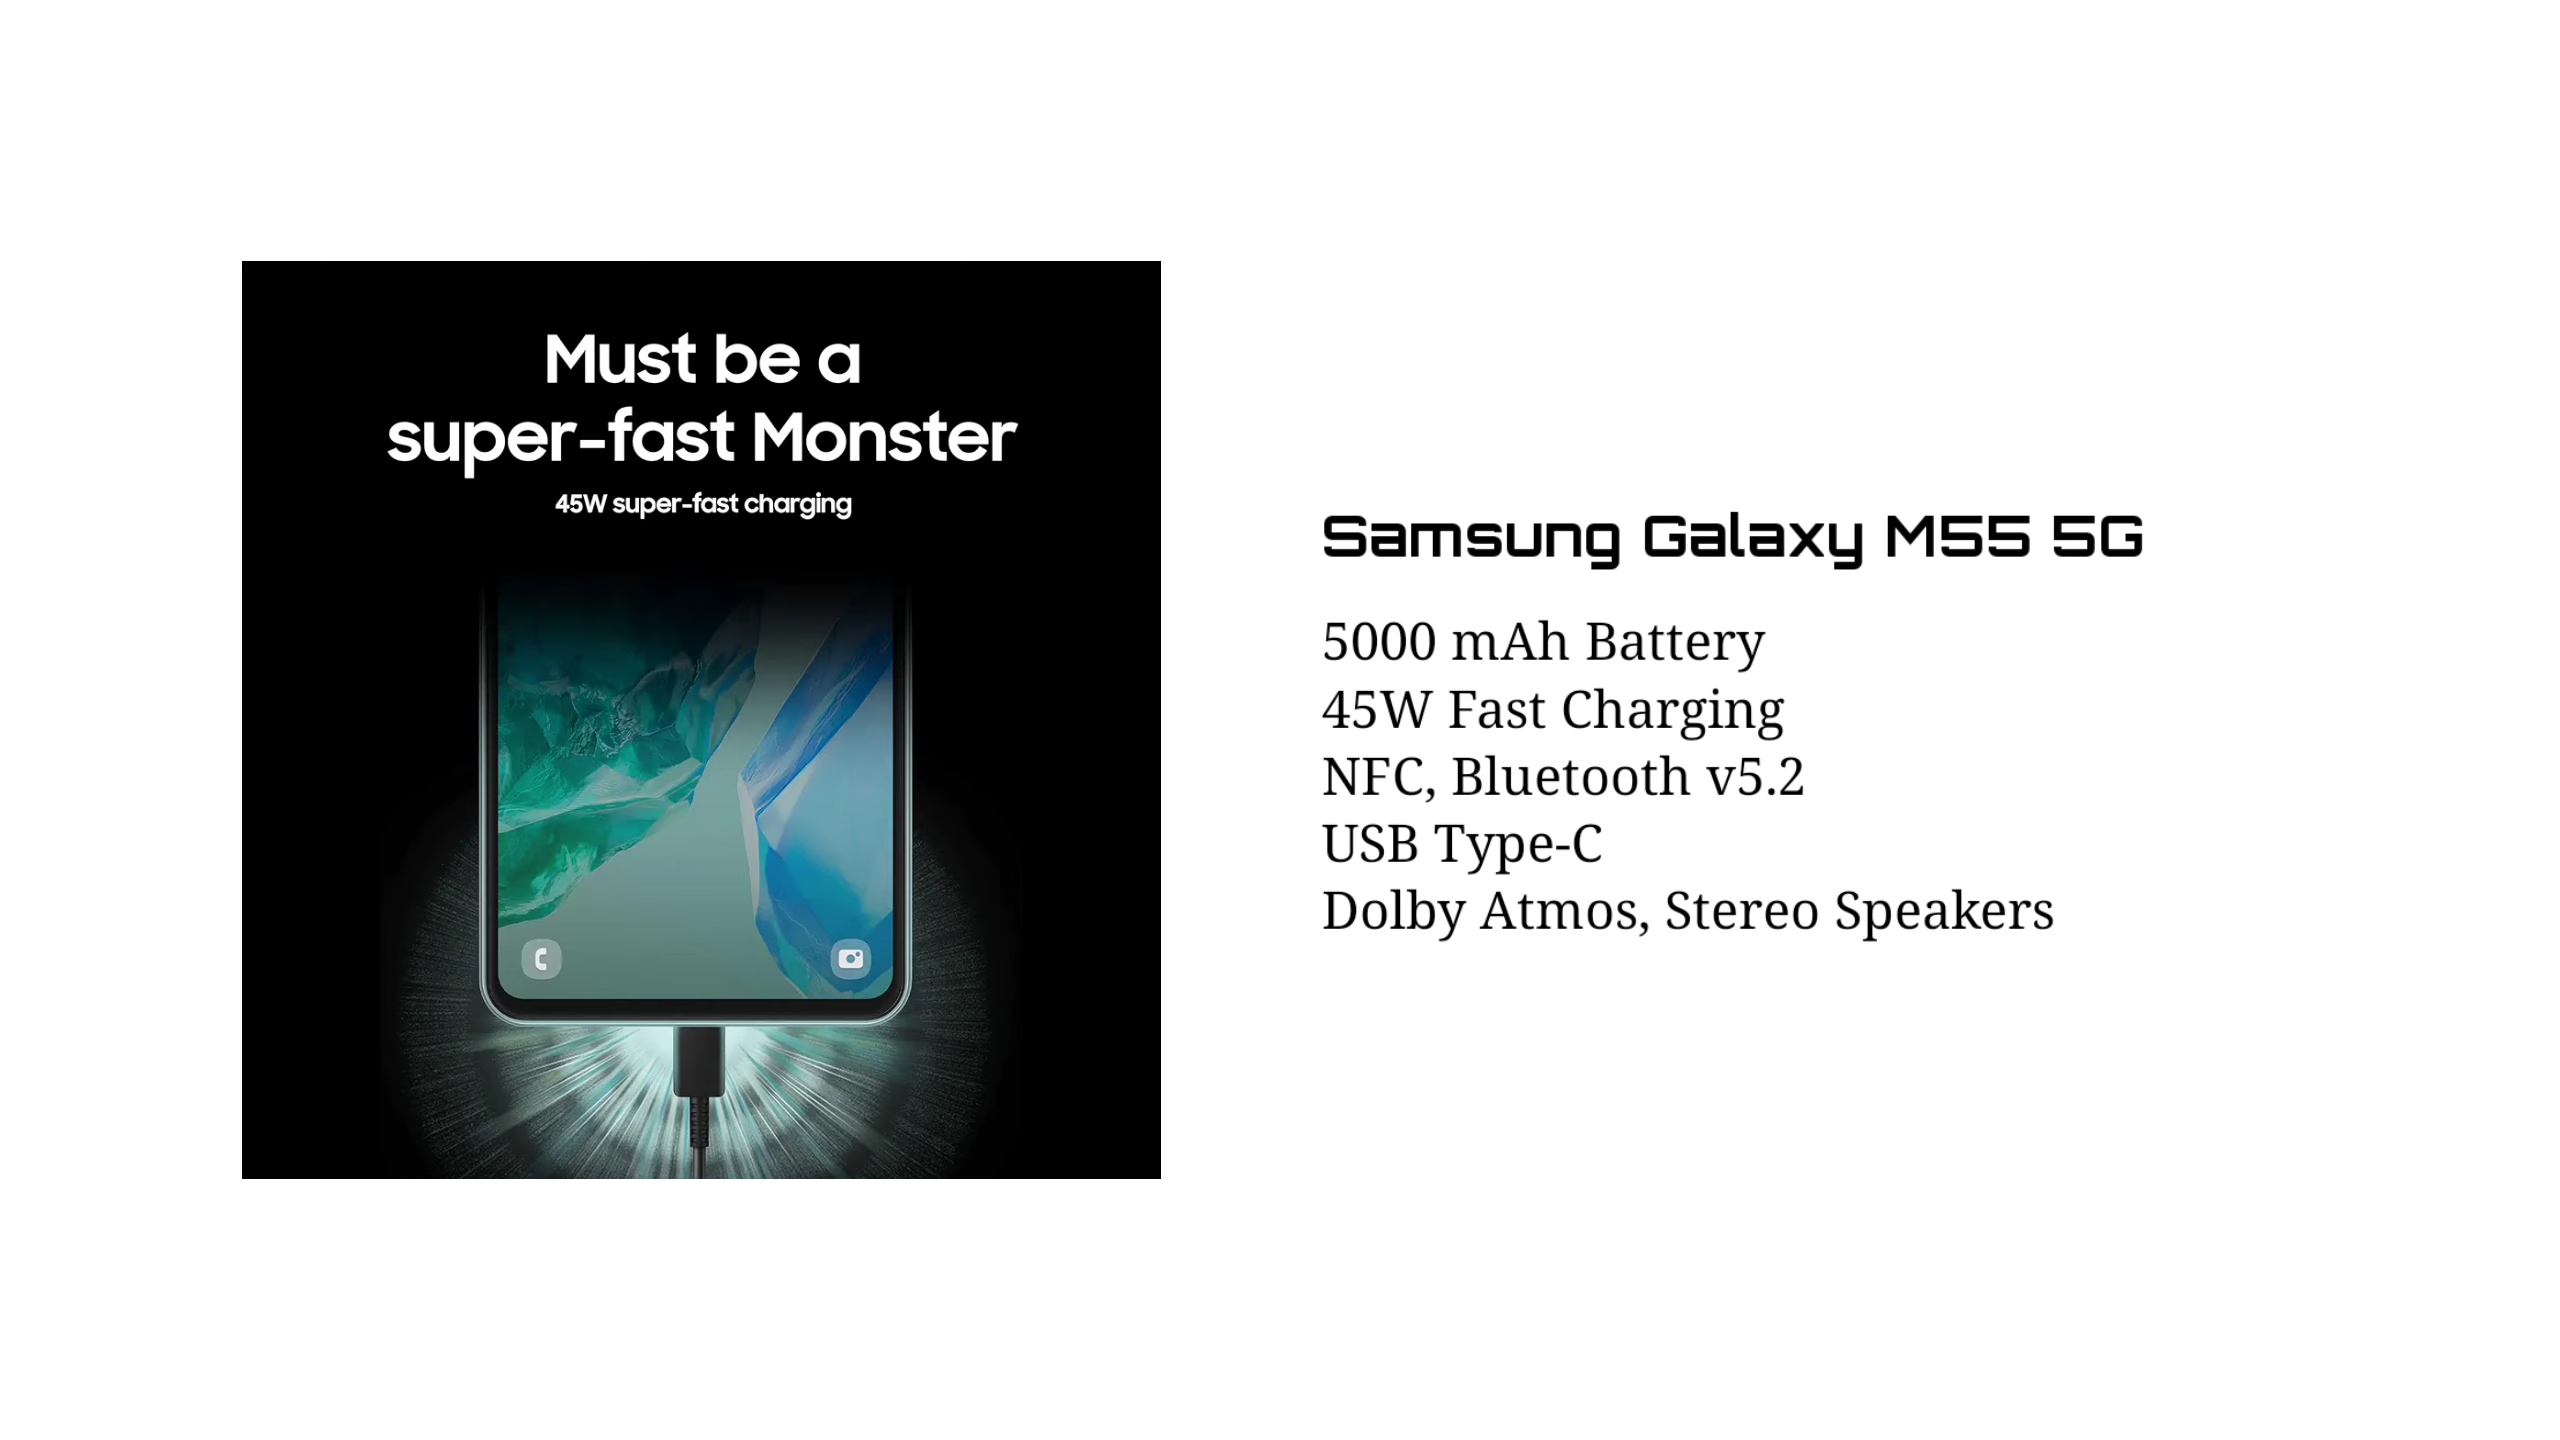 Must be a
super-fast Monster
45W super-fast charging
Samsung Galaxy M55 5G
5000 mAh Battery
45W Fast Charging
NFC, Bluetooth v5.2
USB Type-C
Dolby Atmos, Stereo Speakers